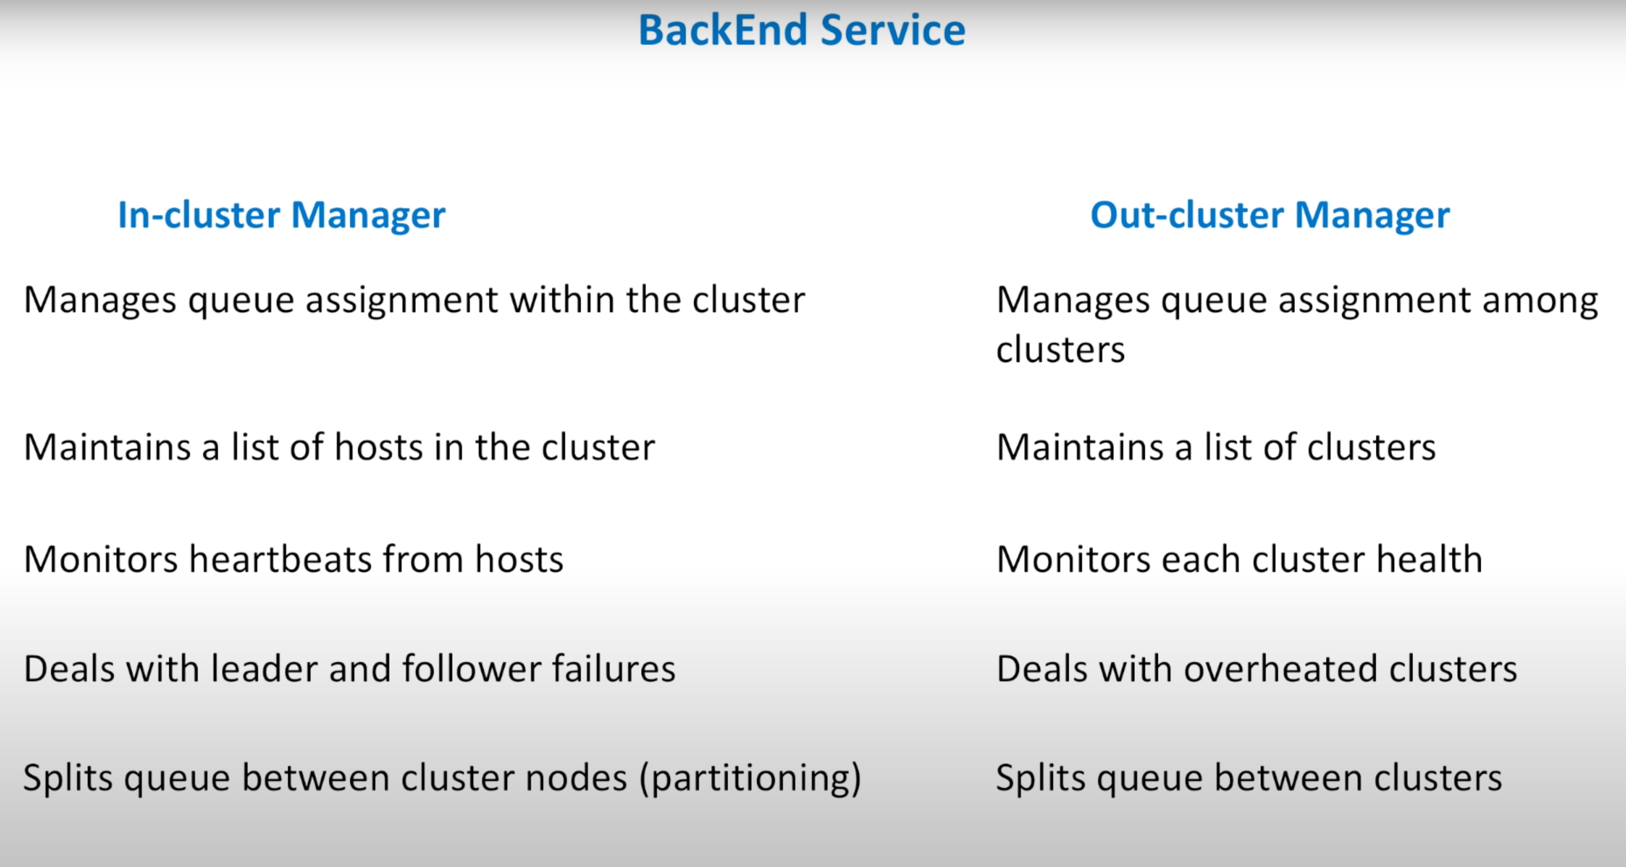 BackEnd Service
In-cluster Manager
Manages queue assignment within the cluster
Maintains a list of hosts in the cluster
Monitors heartbeats from hosts
Deals with leader and follower failures
Splits queue between cluster nodes (partitioning)
Out-cluster Manager
Manages queue assignment among
clusters
Maintains a list of clusters
Monitors each cluster health
Deals with overheated clusters
Splits queue between clusters